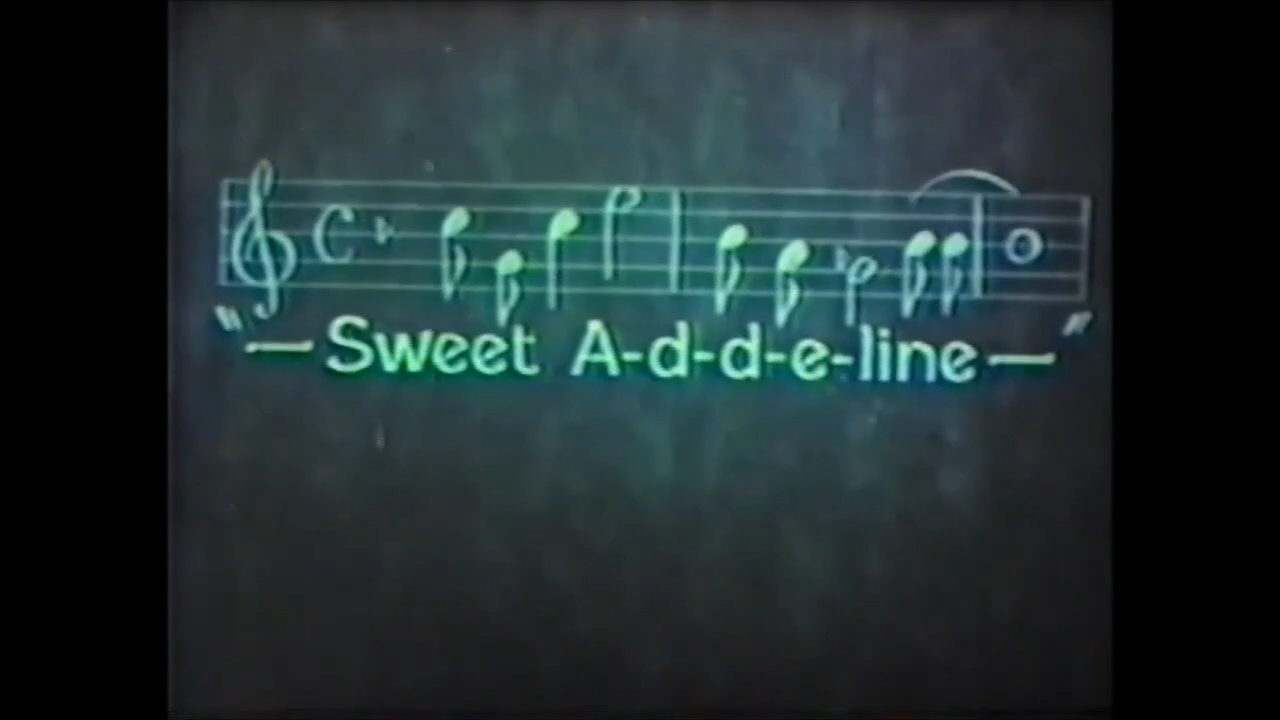 "— Sweet A-d-d-e-line —"